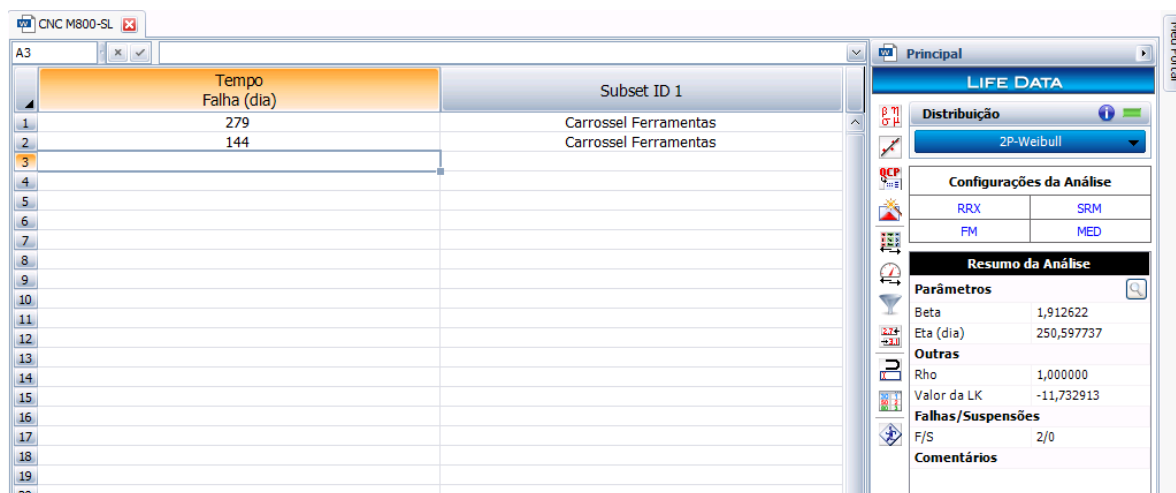 CNC M800-SL
A3
Principal
Meu Portal
LIFE DATA
Tempo
Falha (dia)
Subset ID 1
1 279 Carrossel Ferramentas
2 144 Carrossel Ferramentas
3
4
5
6
7
8
9
10
11
12
13
14
15
16
17
18
19
β η
σ μ
QCP
Distribuição
2P-Weibull
Configurações da Análise
RRX SRM
FM MED
Resumo da Análise
Parâmetros
Beta 1,912622
Eta (dia) 250,597737
Outras
Rho 1,000000
Valor da LK -11,732913
Falhas/Suspensões
F/S 2/0
Comentários